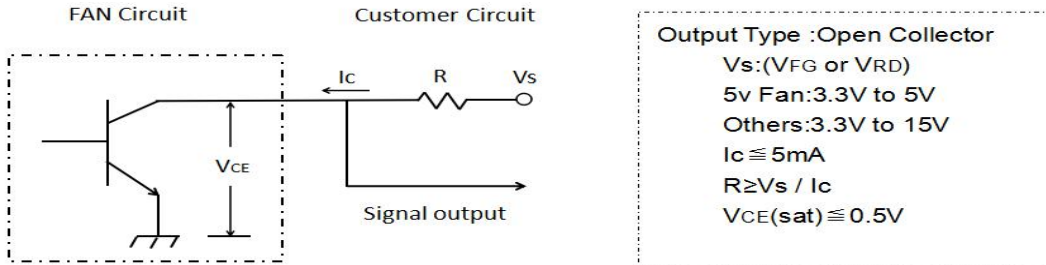 FAN Circuit
Customer Circuit
Ic
R
Vs
VCE
Signal output
Output Type :Open Collector
Vs:(VFG or VRD)
5v Fan:3.3V to 5V
Others:3.3V to 15V
Ic≦5mA
R≥Vs / Ic
VCE(sat)≦0.5V